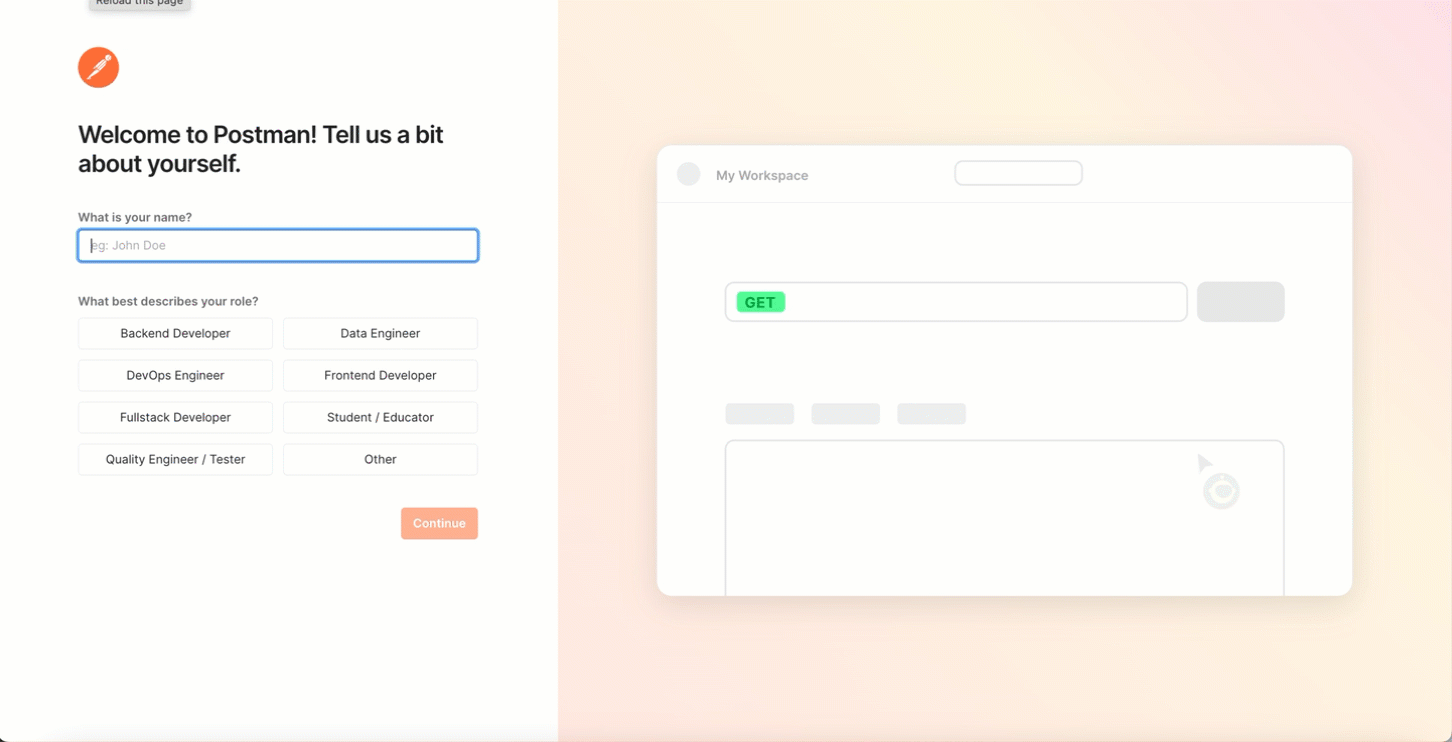 Reload this page
Welcome to Postman! Tell us a bit
about yourself.
What is your name?
eg: John Doe
What best describes your role?
Backend Developer
Data Engineer
DevOps Engineer
Frontend Developer
Fullstack Developer
Student / Educator
Quality Engineer / Tester
Other
Continue
My Workspace
GET